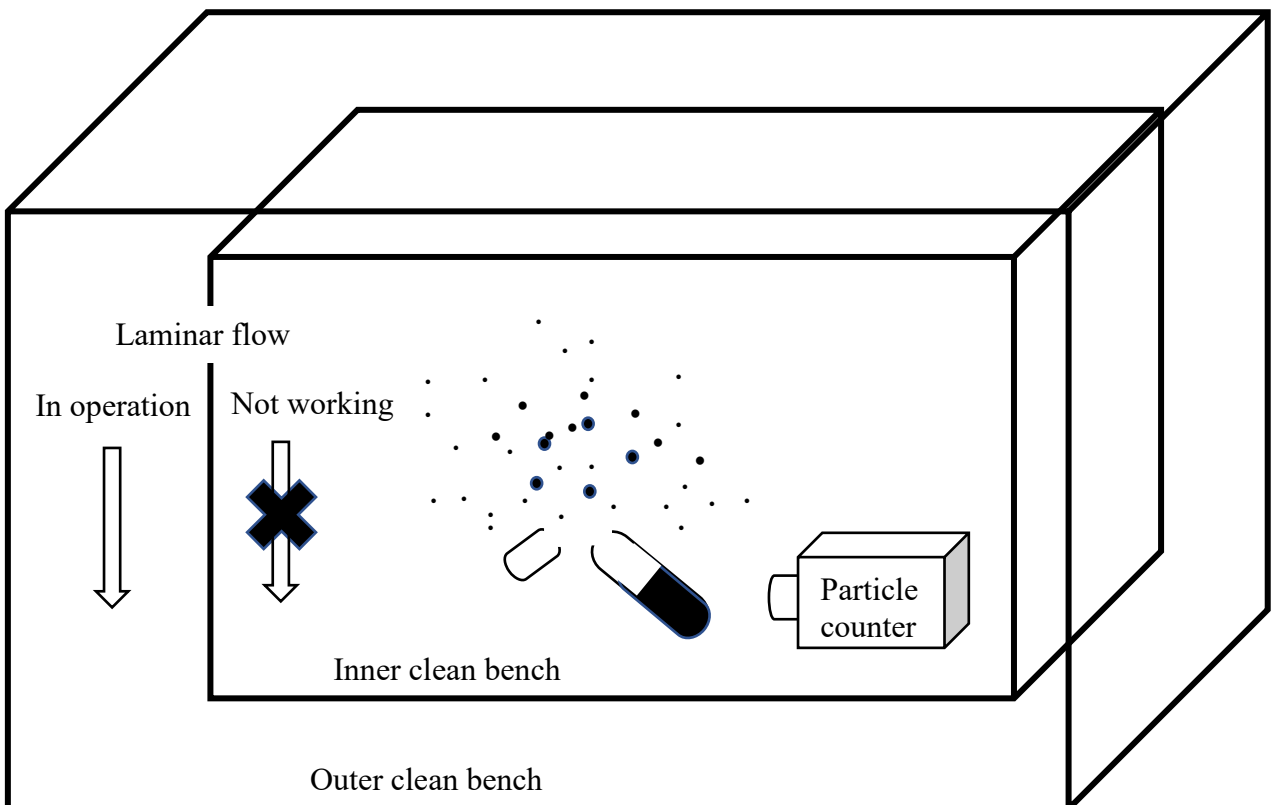 Laminar flow
In operation
Not working
Particle
counter
Inner clean bench
Outer clean bench